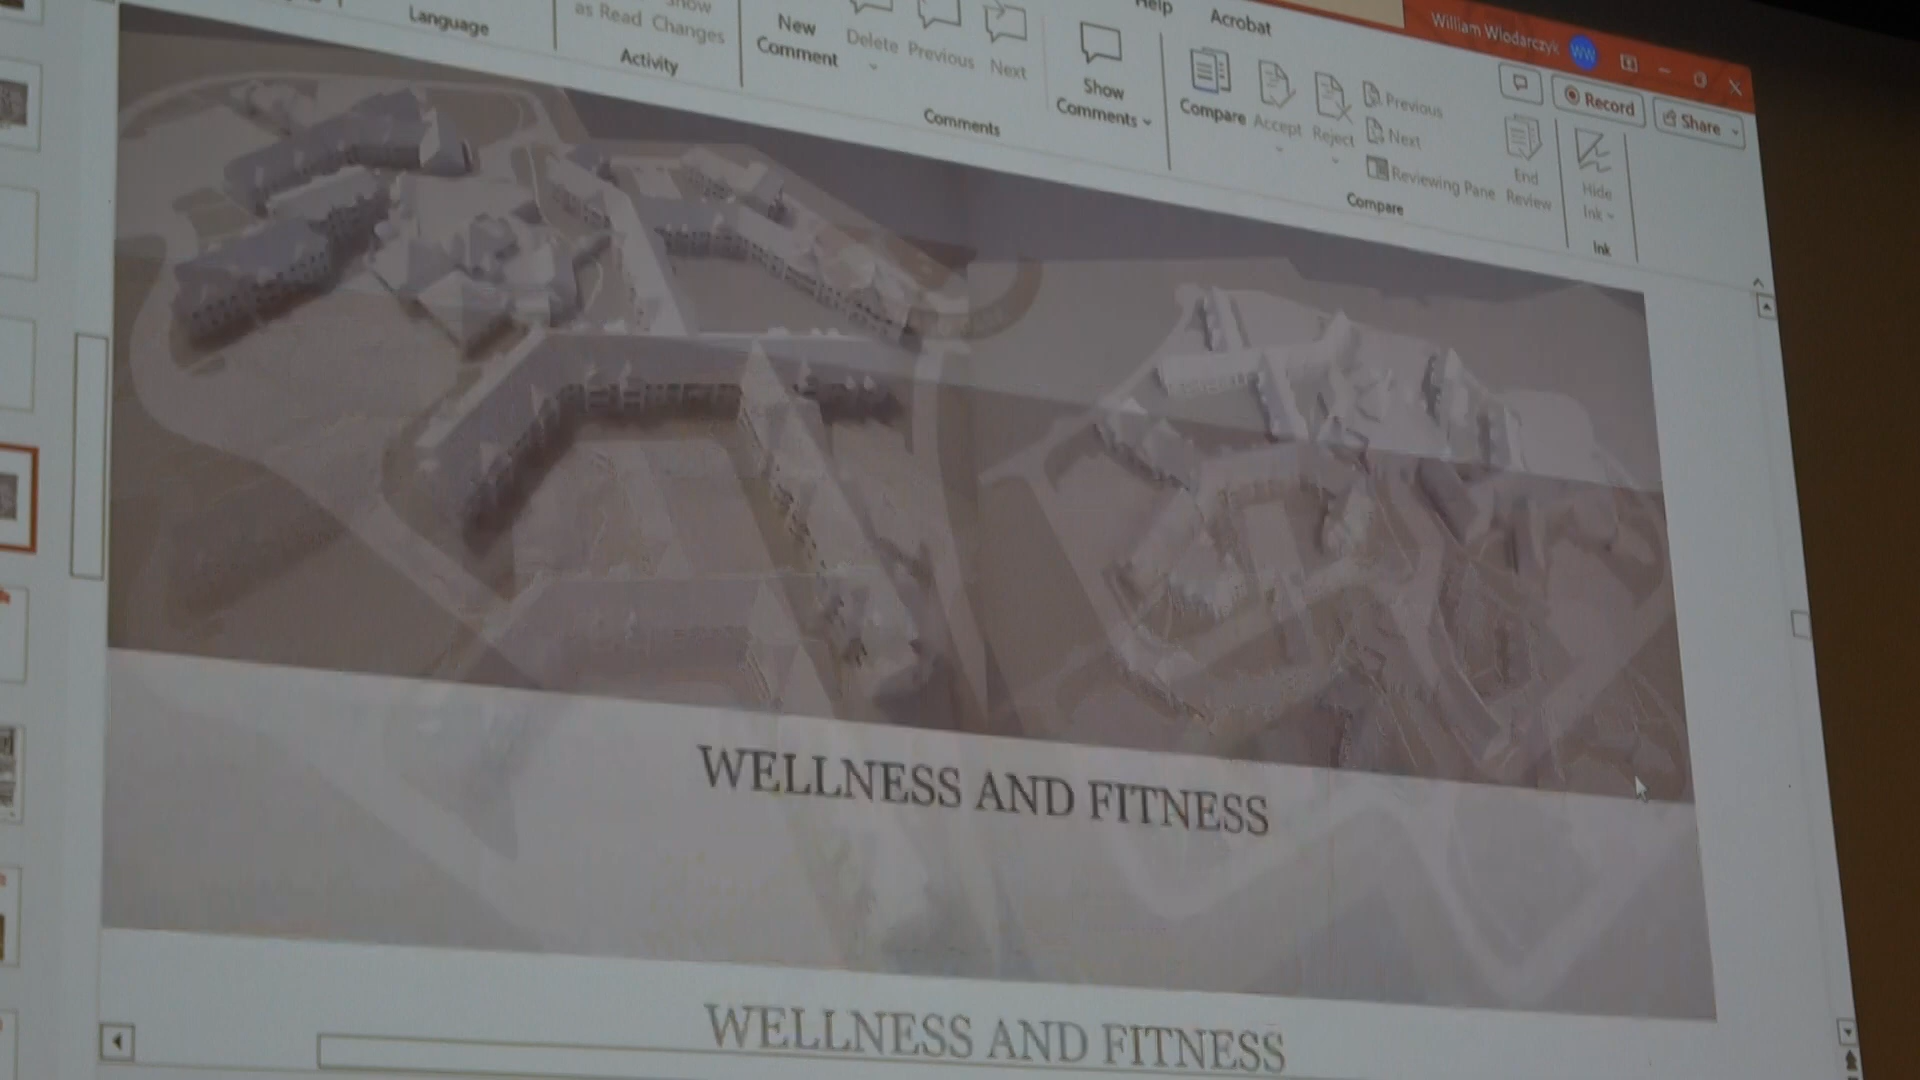 Help
Acrobat
William Wlodarczyk
WW
Language
as Read
Show
Changes
Activity
New
Comment
Delete
Previous
Next
Comments
Show
Comments
Compare
Accept
Reject
Previous
Next
Reviewing Pane
Compare
End
Review
Hide
Ink
Ink
Record
Share
WELLNESS AND FITNESS
WELLNESS AND FITNESS